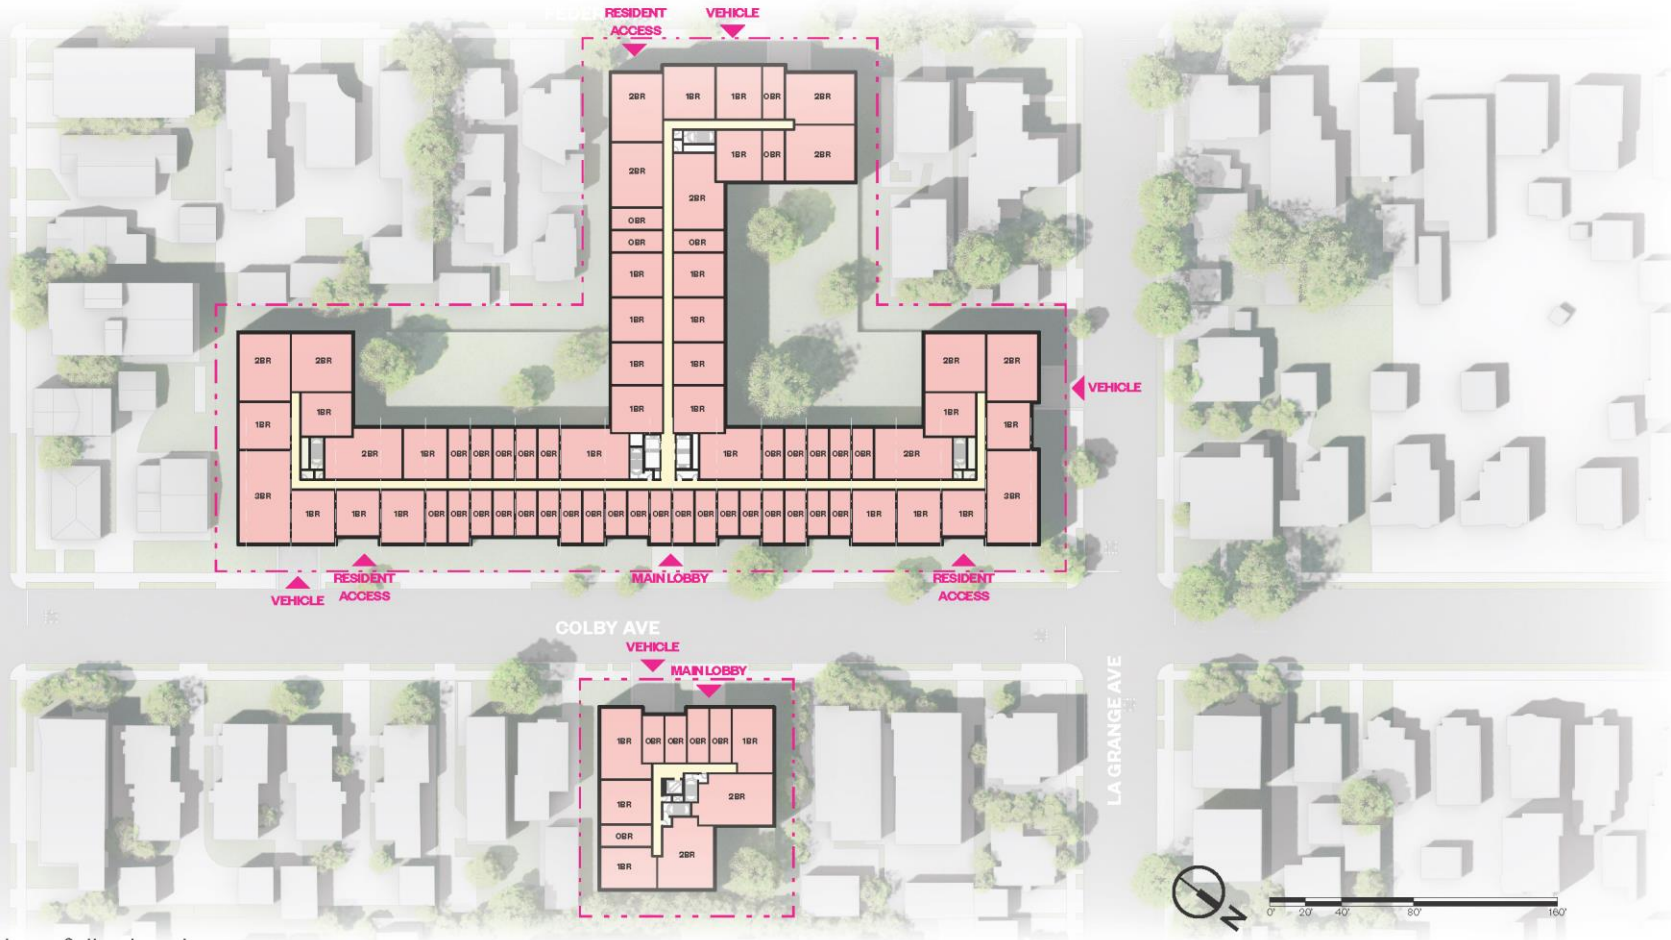 RESIDENT
ACCESS
VEHICLE
2BR 1BR 1BR 0BR 2BR
1BR 0BR 2BR
2BR
2BR
0BR
0BR 0BR
1BR 1BR
1BR 1BR
2BR 2BR 1BR 1BR 2BR 2BR
VEHICLE
1BR 1BR 1BR 1BR
1BR 1BR
2BR 1BR 0BR 0BR 0BR 0BR 0BR 1BR 1BR 0BR 0BR 0BR 0BR 0BR 2BR
3BR 3BR
1BR 1BR 1BR 0BR 0BR 0BR 0BR 0BR 0BR 0BR 0BR 0BR 0BR 0BR 0BR 0BR 0BR 0BR 0BR 0BR 0BR 0BR 1BR 1BR 1BR
VEHICLE
RESIDENT
ACCESS
MAIN LOBBY
RESIDENT
ACCESS
COLBY AVE
VEHICLE
MAIN LOBBY
LA GRANGE AVE
1BR 0BR 0BR 0BR 0BR 1BR
2BR
1BR
0BR
2BR
1BR
N
0' 20' 40' 80' 160'